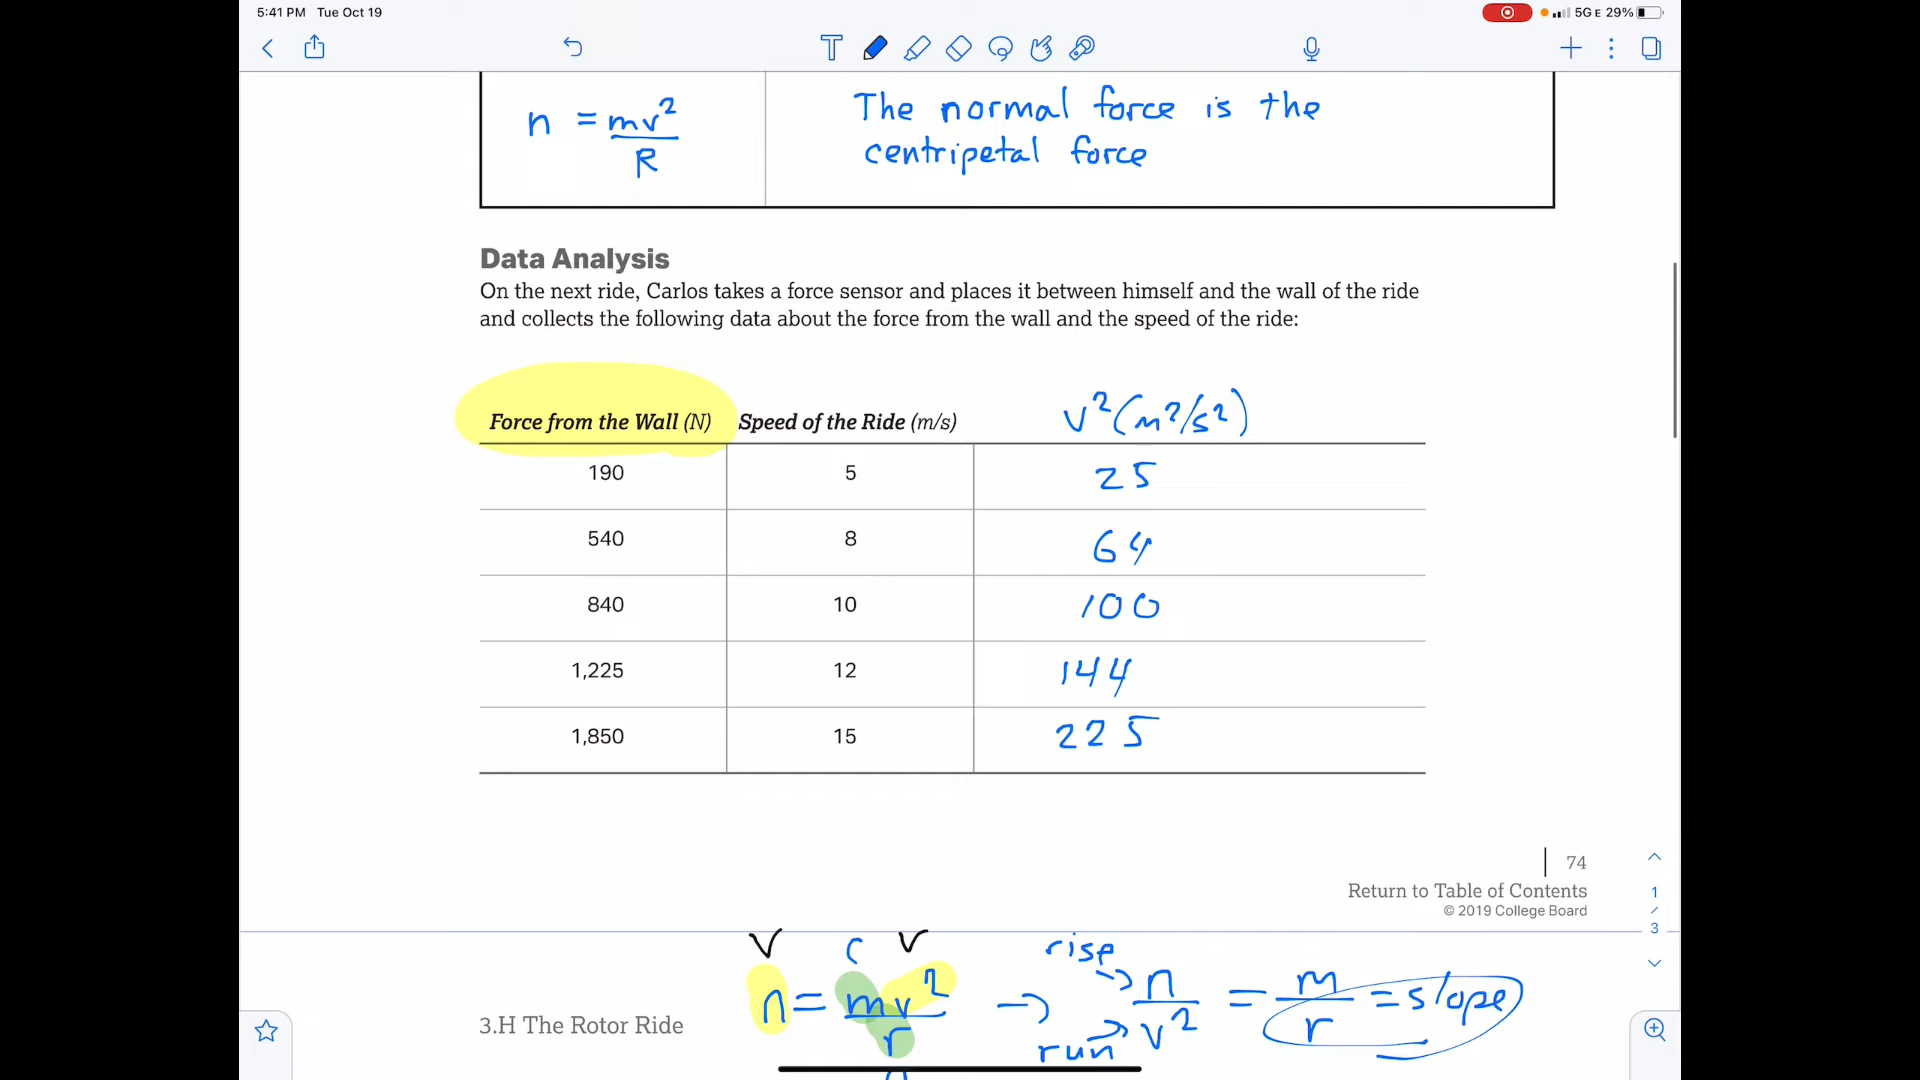 5:41 PM Tue Oct 19
5G E 29%
n = mv²
R
The normal force is the
centripetal force
Data Analysis
On the next ride, Carlos takes a force sensor and places it between himself and the wall of the ride
and collects the following data about the force from the wall and the speed of the ride:
Force from the Wall (N) Speed of the Ride (m/s) v² (m²/s²)
190 5 25
540 8 64
840 10 100
1,225 12 144
1,850 15 225
74
Return to Table of Contents
© 2019 College Board
1
/
3
v c v rise
n = mv² → → n = m = slope
r run → v² r
3.H The Rotor Ride